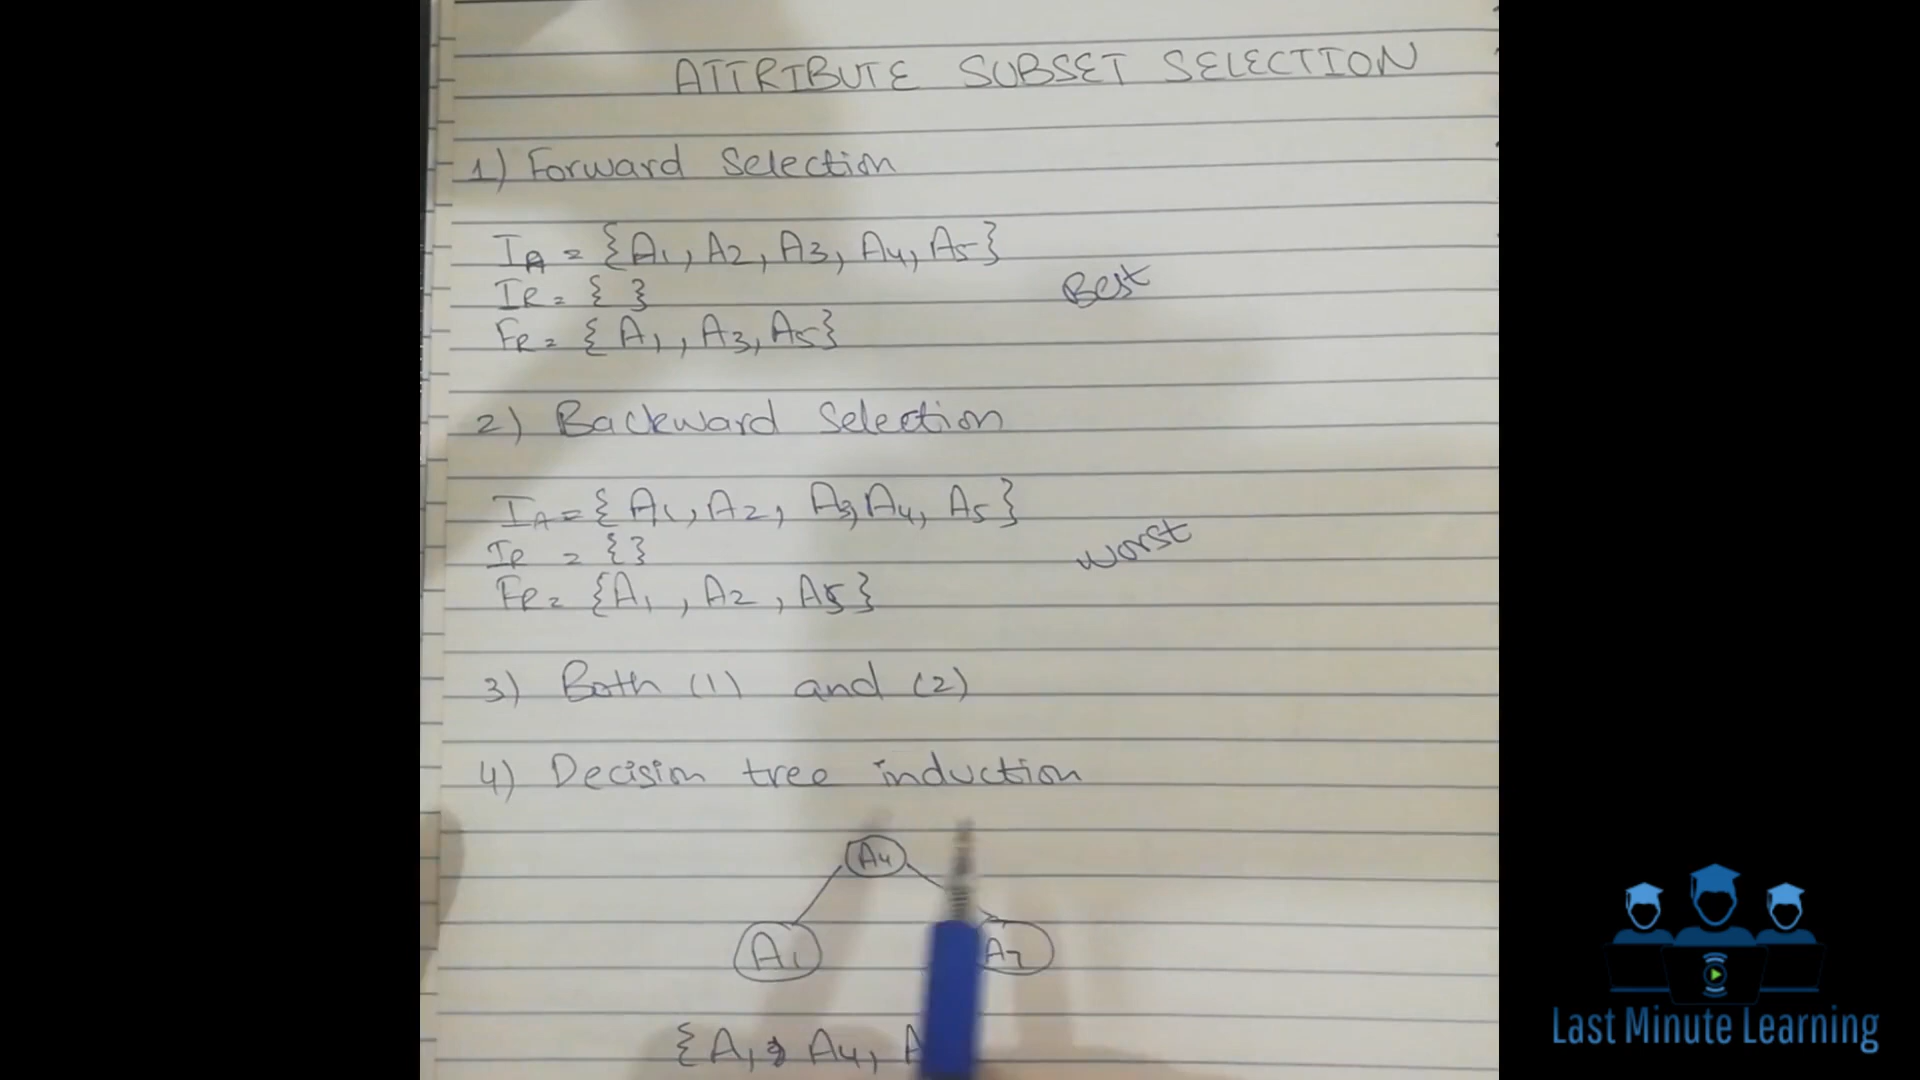 ATTRIBUTE SUBSET SELECTION
1) Forward Selection
IA = {A1, A2, A3, A4, A5}
IR = { }
Best
FR = {A1, A3, A5}
2) Backward Selection
IA = {A1, A2, A3, A4, A5}
IR = {}
worst
FR = {A1, A2, A5}
3) Both (1) and (2)
4) Decision tree induction
A4
A1 A7
{A1, A4, A
Last Minute Learning